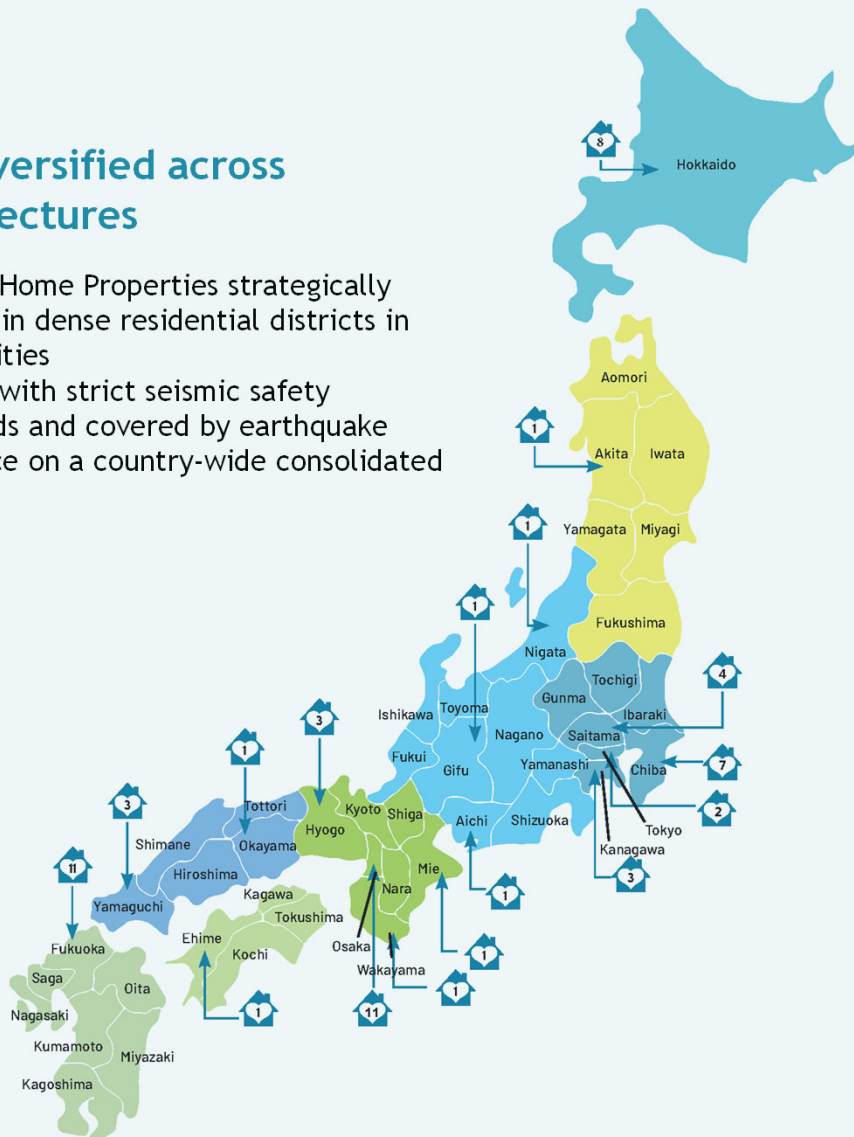 versified across
ectures
Home Properties strategically
in dense residential districts in
ities
with strict seismic safety
ds and covered by earthquake
ce on a country-wide consolidated
8
Hokkaido
Aomori
1
Akita
Iwata
1
Yamagata
Miyagi
1
Fukushima
Nigata
Tochigi
4
Gunma
Ibaraki
Toyoma
Ishikawa
3
Nagano
Saitama
1
Fukui
Gifu
Yamanashi
Chiba
7
3
Tottori
Kyoto
Shiga
2
Hyogo
Aichi
Shizuoka
Tokyo
Shimane
Okayama
Kanagawa
11
Hiroshima
Mie
3
Nara
1
Yamaguchi
Kagawa
Tokushima
Ehime
Osaka
Fukuoka
Kochi
1
Wakayama
Saga
Oita
1
Nagasaki
1
11
Kumamoto
Miyazaki
Kagoshima